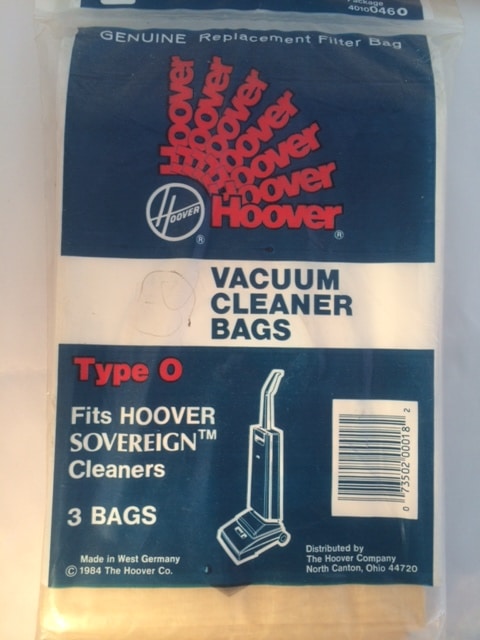 Package
40100460
GENUINE Replacement Filter Bag
Hoover
Hoover
Hoover
Hoover
Hoover
Hoover
Hoover
HOOVER
®
®
VACUUM
CLEANER
BAGS
Type O
Fits HOOVER
SOVEREIGN™
Cleaners
3 BAGS
0 73502 00018 2
Made in West Germany
© 1984 The Hoover Co.
Distributed by
The Hoover Company
North Canton, Ohio 44720